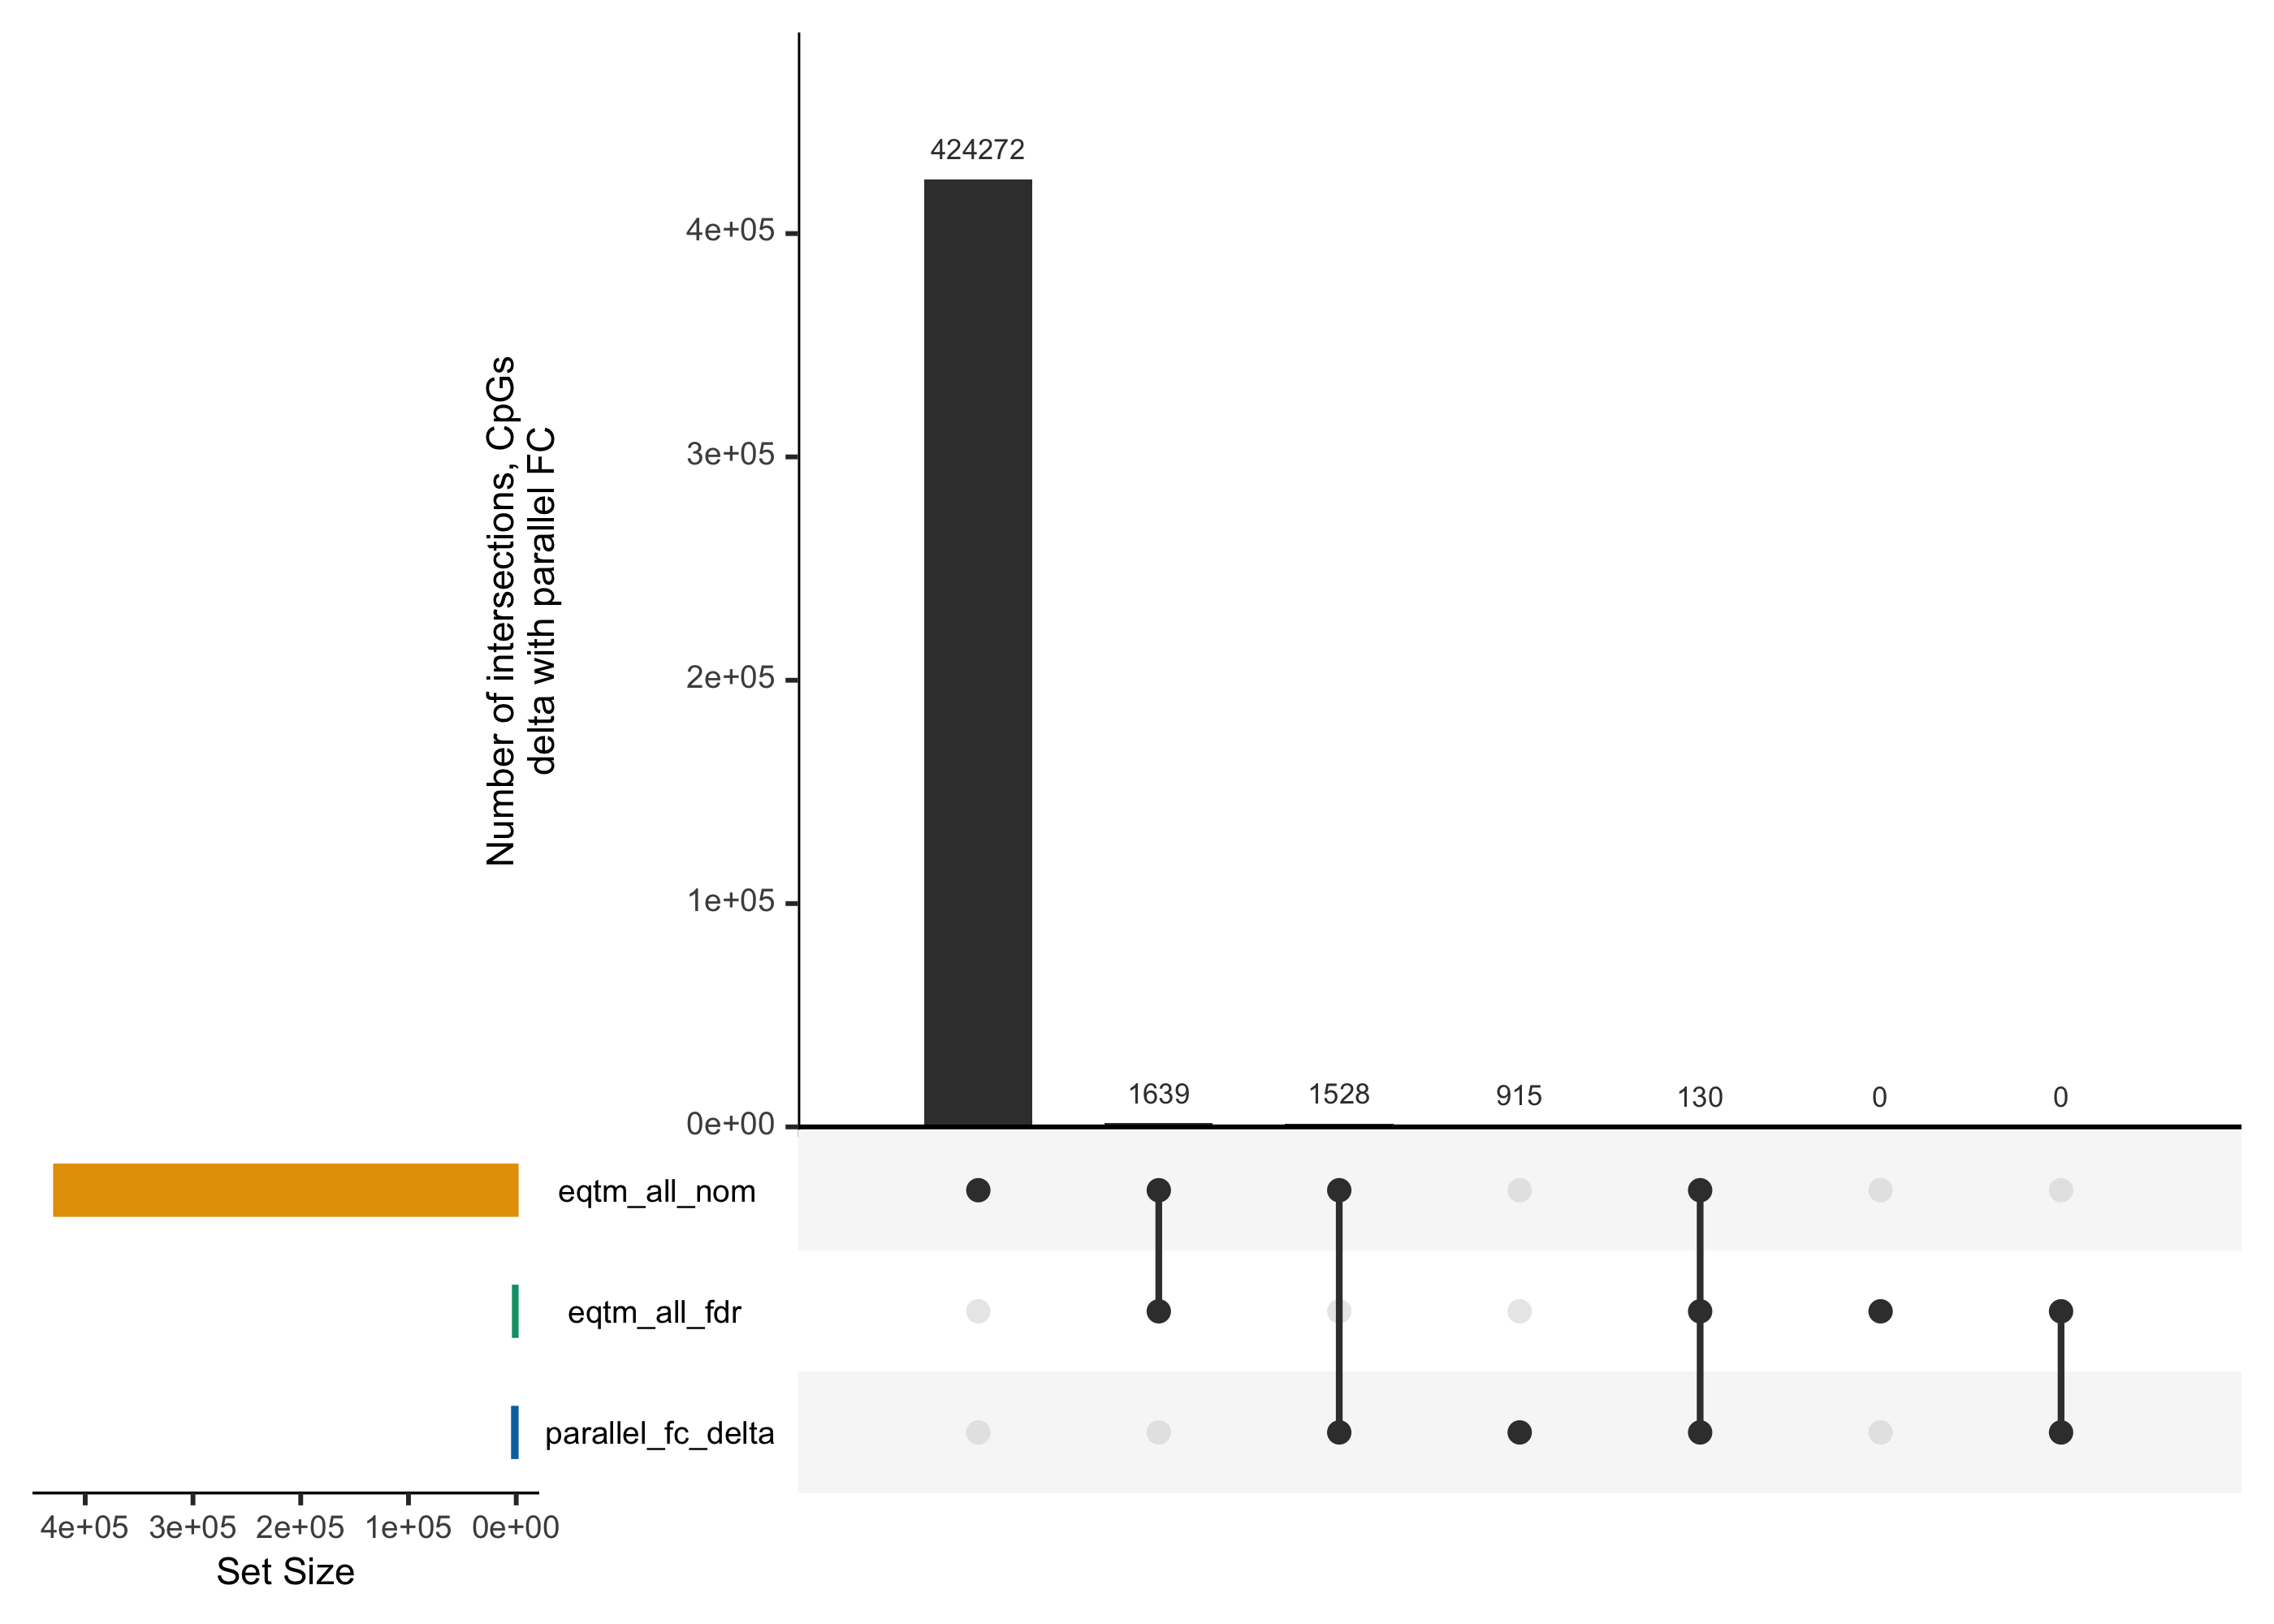 Number of intersections, CpGs
delta with parallel FC
424272
4e+05
3e+05
2e+05
1e+05
0e+00
1639
1528
915
130
0
0
eqtm_all_nom
eqtm_all_fdr
parallel_fc_delta
4e+05
3e+05
2e+05
1e+05
0e+00
Set Size